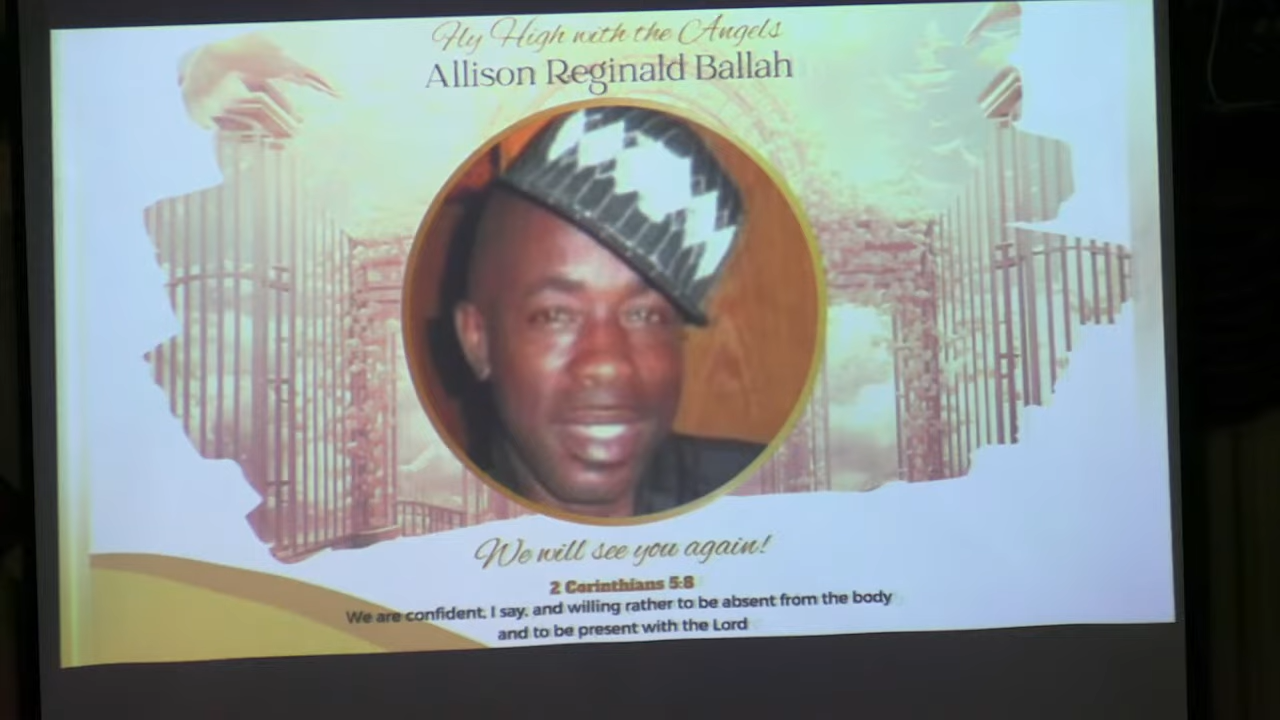 Fly High with the Angels
Allison Reginald Ballah
We will see you again!
2 Corinthians 5:8
We are confident, I say, and willing rather to be absent from the body
and to be present with the Lord